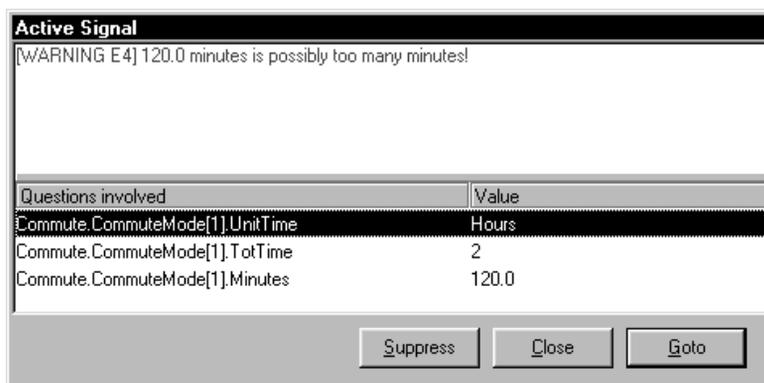 Active Signal
[WARNING E4] 120.0 minutes is possibly too many minutes!
Questions involved Value
Commute.CommuteMode[1].UnitTime Hours
Commute.CommuteMode[1].TotTime 2
Commute.CommuteMode[1].Minutes 120.0
Suppress Close Goto